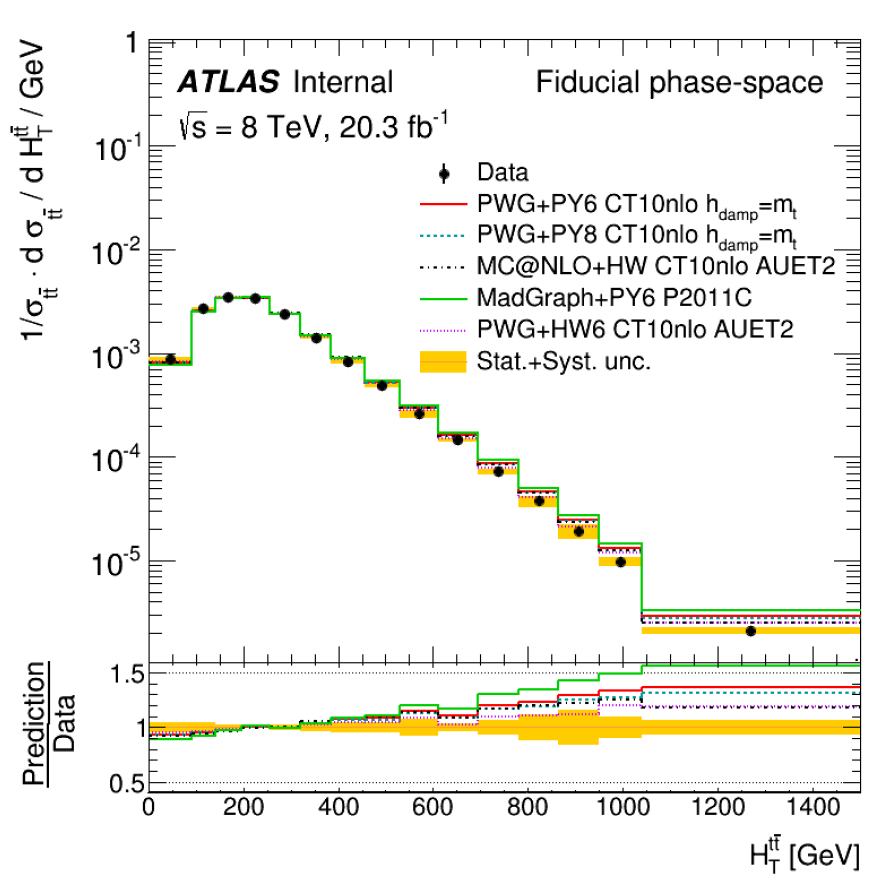 1/σ_tt̄ · d σ_tt̄ / d H_T^tt̄ / GeV
1
10⁻¹
10⁻²
10⁻³
10⁻⁴
10⁻⁵
ATLAS Internal
Fiducial phase-space
√s = 8 TeV, 20.3 fb⁻¹
Data
PWG+PY6 CT10nlo h_damp=m_t
PWG+PY8 CT10nlo h_damp=m_t
MC@NLO+HW CT10nlo AUET2
MadGraph+PY6 P2011C
PWG+HW6 CT10nlo AUET2
Stat.+Syst. unc.
Prediction
Data
1.5
1
0.5
0 200 400 600 800 1000 1200 1400
H_T^tt̄ [GeV]